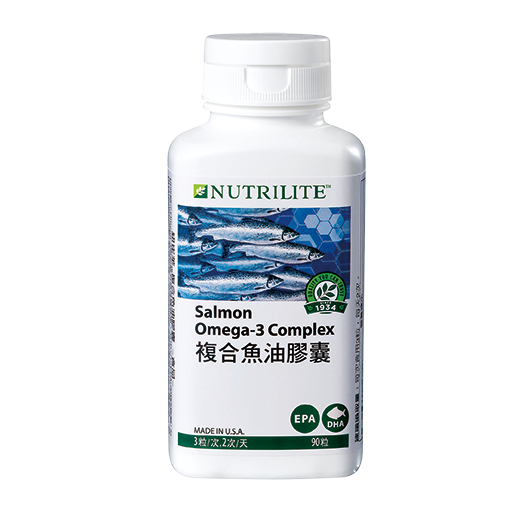 NUTRILITE™
1934
Salmon
Omega-3 Complex
複合魚油膠囊
EPA
DHA
MADE IN U.S.A.
3粒/次,2次/天
90粒